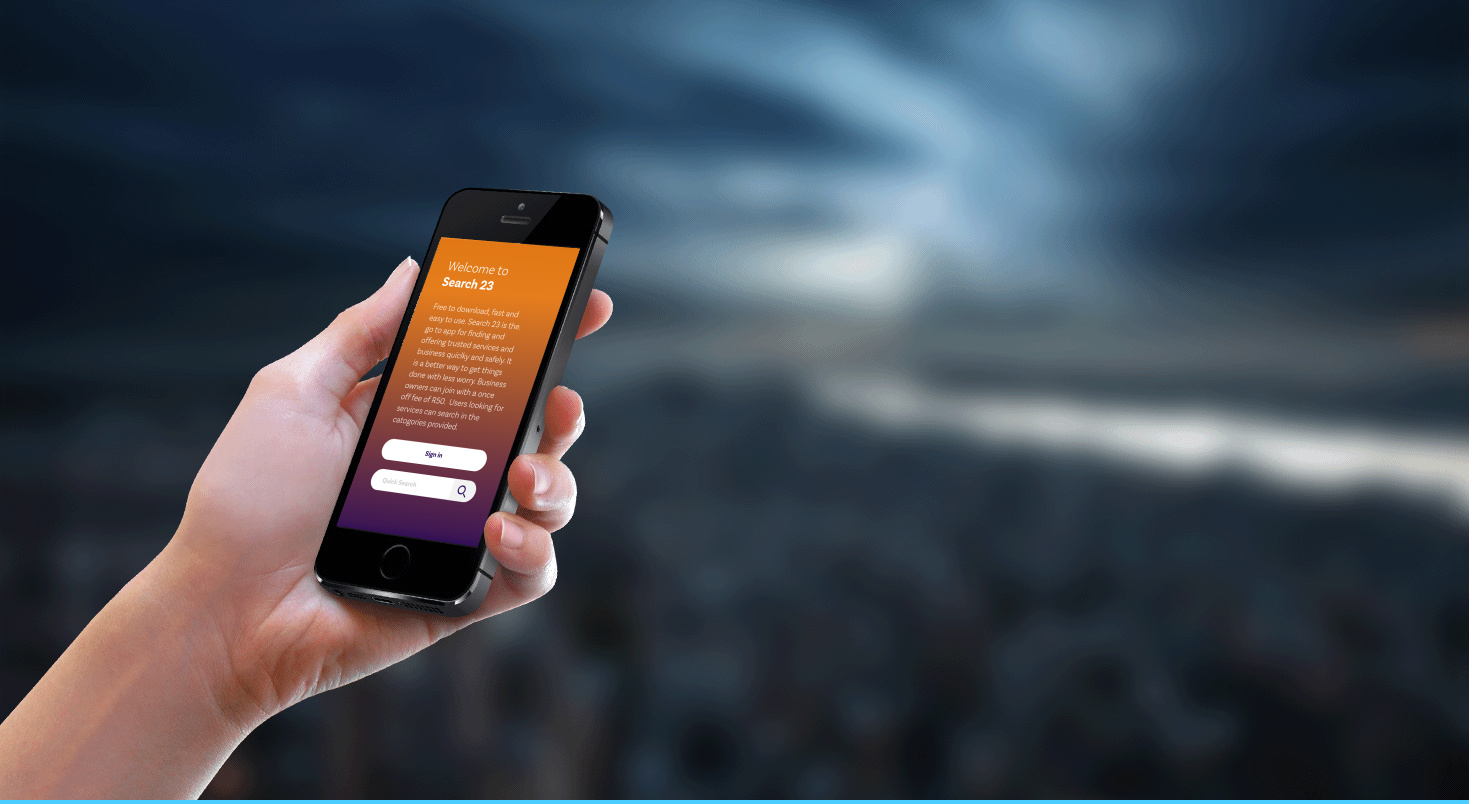 Welcome to
Search 23
Free to download, fast and
easy to use. Search 23 is the
go to app for finding and
offering trusted services and
business quiclky and safely. It
is a better way to get things
done with less worry. Business
owners can join with a once
off fee of R50. Users looking for
services can search in the
catogories provided.
Sign in
Quick Search